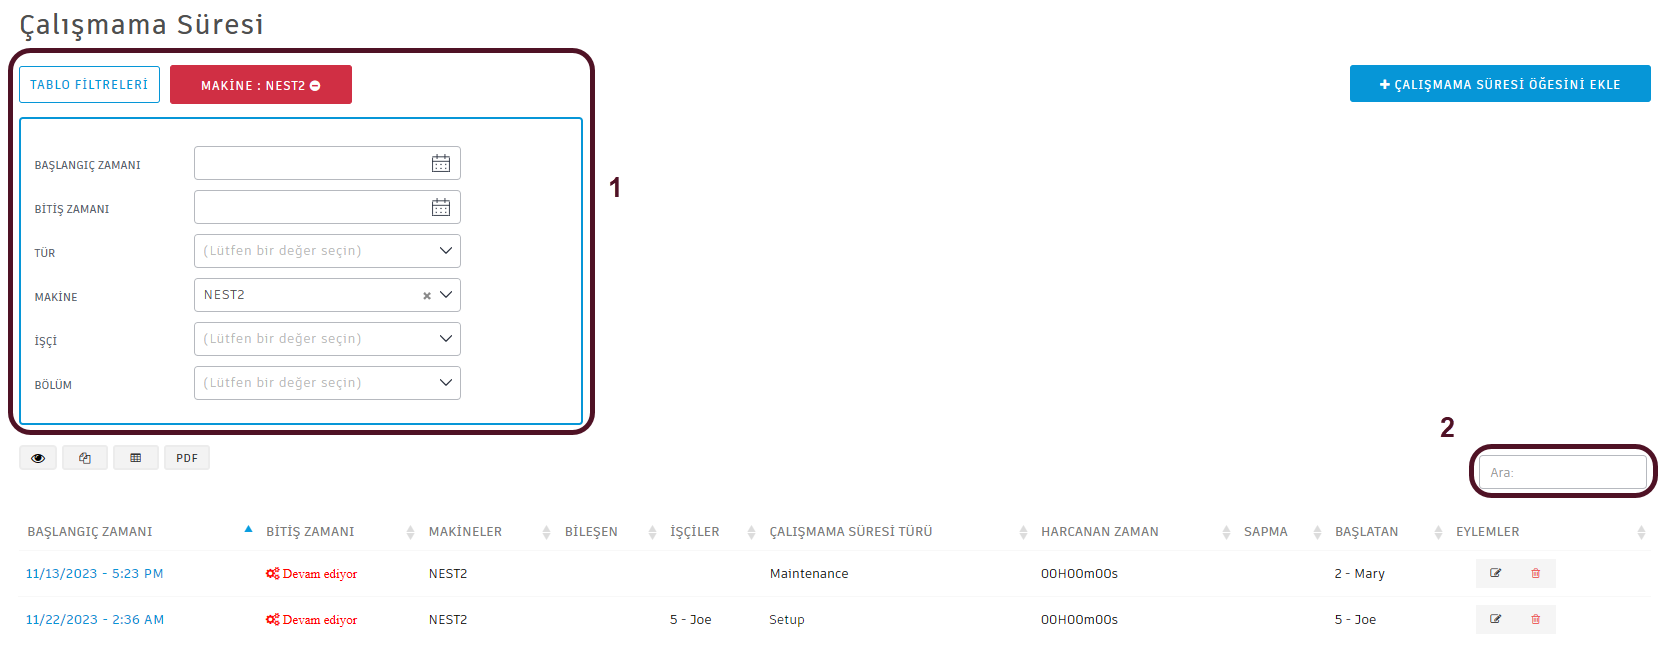 Çalışmama Süresi
TABLO FİLTRELERİ
MAKİNE : NEST2
ÇALIŞMAMA SÜRESİ ÖĞESİNİ EKLE
BAŞLANGIÇ ZAMANI
BİTİŞ ZAMANI
TÜR (Lütfen bir değer seçin)
MAKİNE NEST2
İŞÇİ (Lütfen bir değer seçin)
BÖLÜM (Lütfen bir değer seçin)
1
2
PDF
Ara:
BAŞLANGIÇ ZAMANI BİTİŞ ZAMANI MAKİNELER BİLEŞEN İŞÇİLER ÇALIŞMAMA SÜRESİ TÜRÜ HARCANAN ZAMAN SAPMA BAŞLATAN EYLEMLER
11/13/2023 - 5:23 PM Devam ediyor NEST2 Maintenance 00H00m00s 2 - Mary
11/22/2023 - 2:36 AM Devam ediyor NEST2 5 - Joe Setup 00H00m00s 5 - Joe